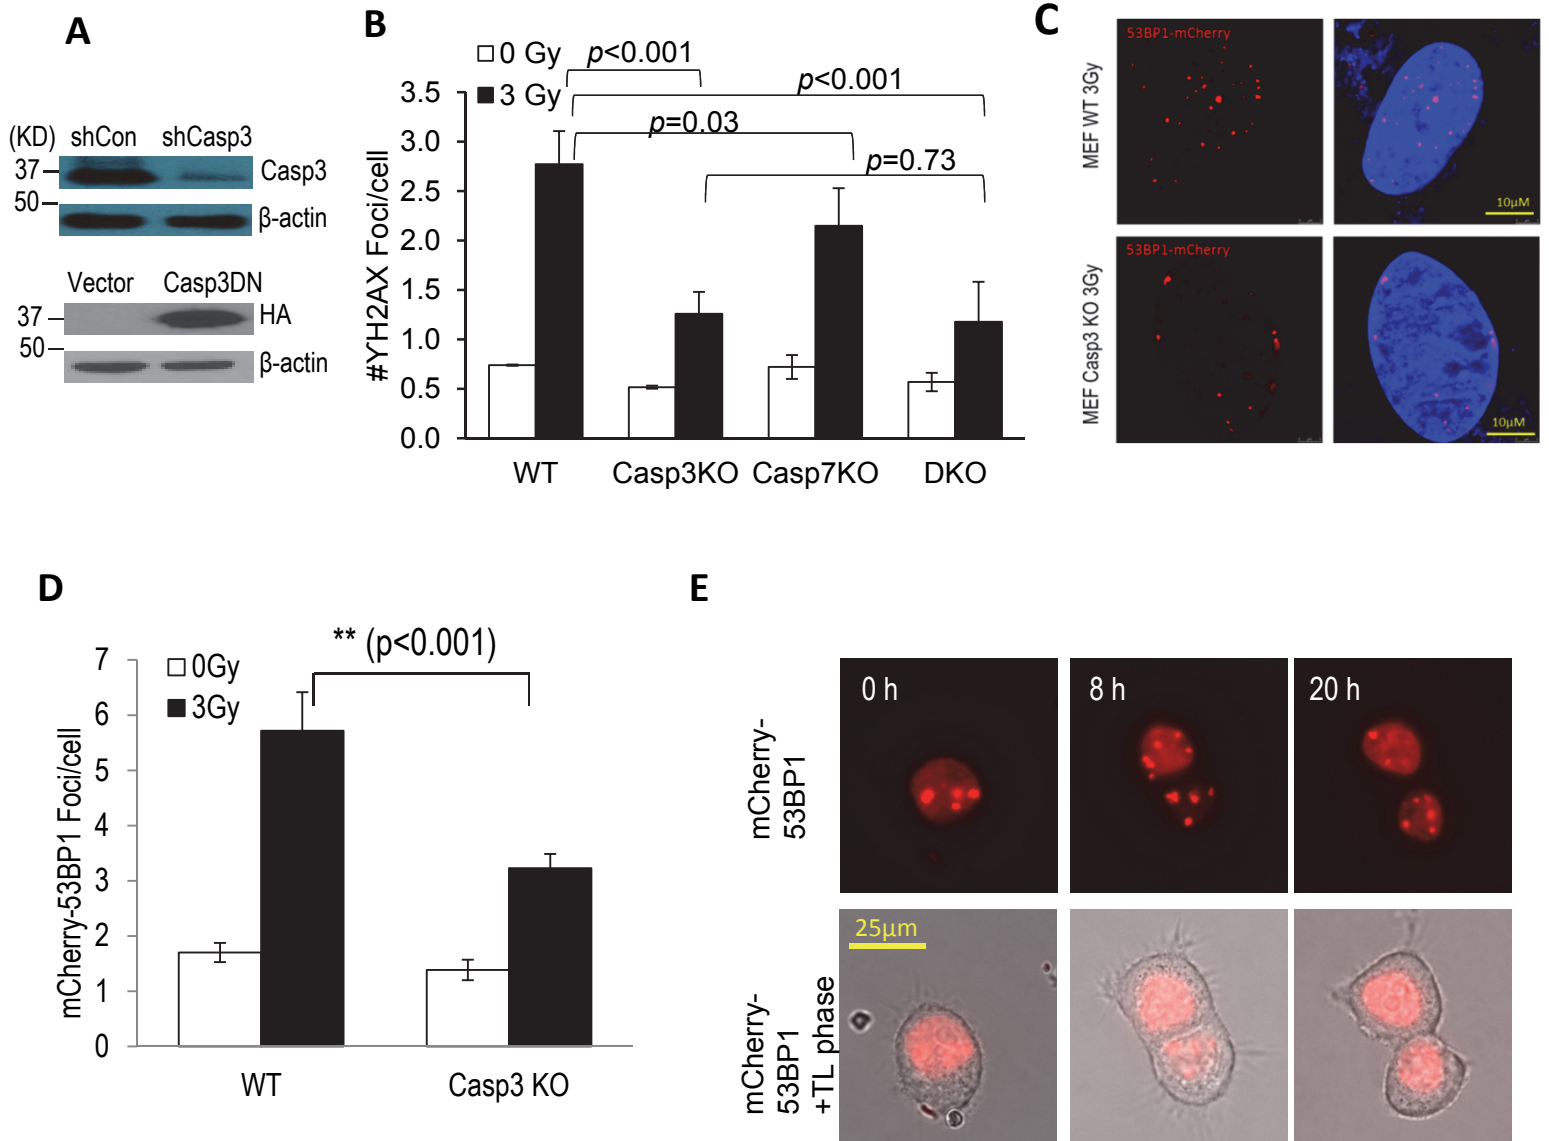 A
(KD) shCon shCasp3
37 Casp3
50
β-actin
Vector Casp3DN
37 HA
50
β-actin
B
0 Gy
3 Gy
p<0.001
p<0.001
p=0.03
p=0.73
#ϒH2AX Foci/cell
3.5
3.0
2.5
2.0
1.5
1.0
0.5
0.0
WT Casp3KO Casp7KO DKO
C
MEF WT 3Gy
53BP1-mCherry
10µM
MEF Casp3 KO 3Gy
53BP1-mCherry
10µM
D
** (p<0.001)
0Gy
3Gy
mCherry-53BP1 Foci/cell
7
6
5
4
3
2
1
0
WT Casp3 KO
E
mCherry-
53BP1
0 h 8 h 20 h
mCherry-
53BP1
+TL phase
25µm